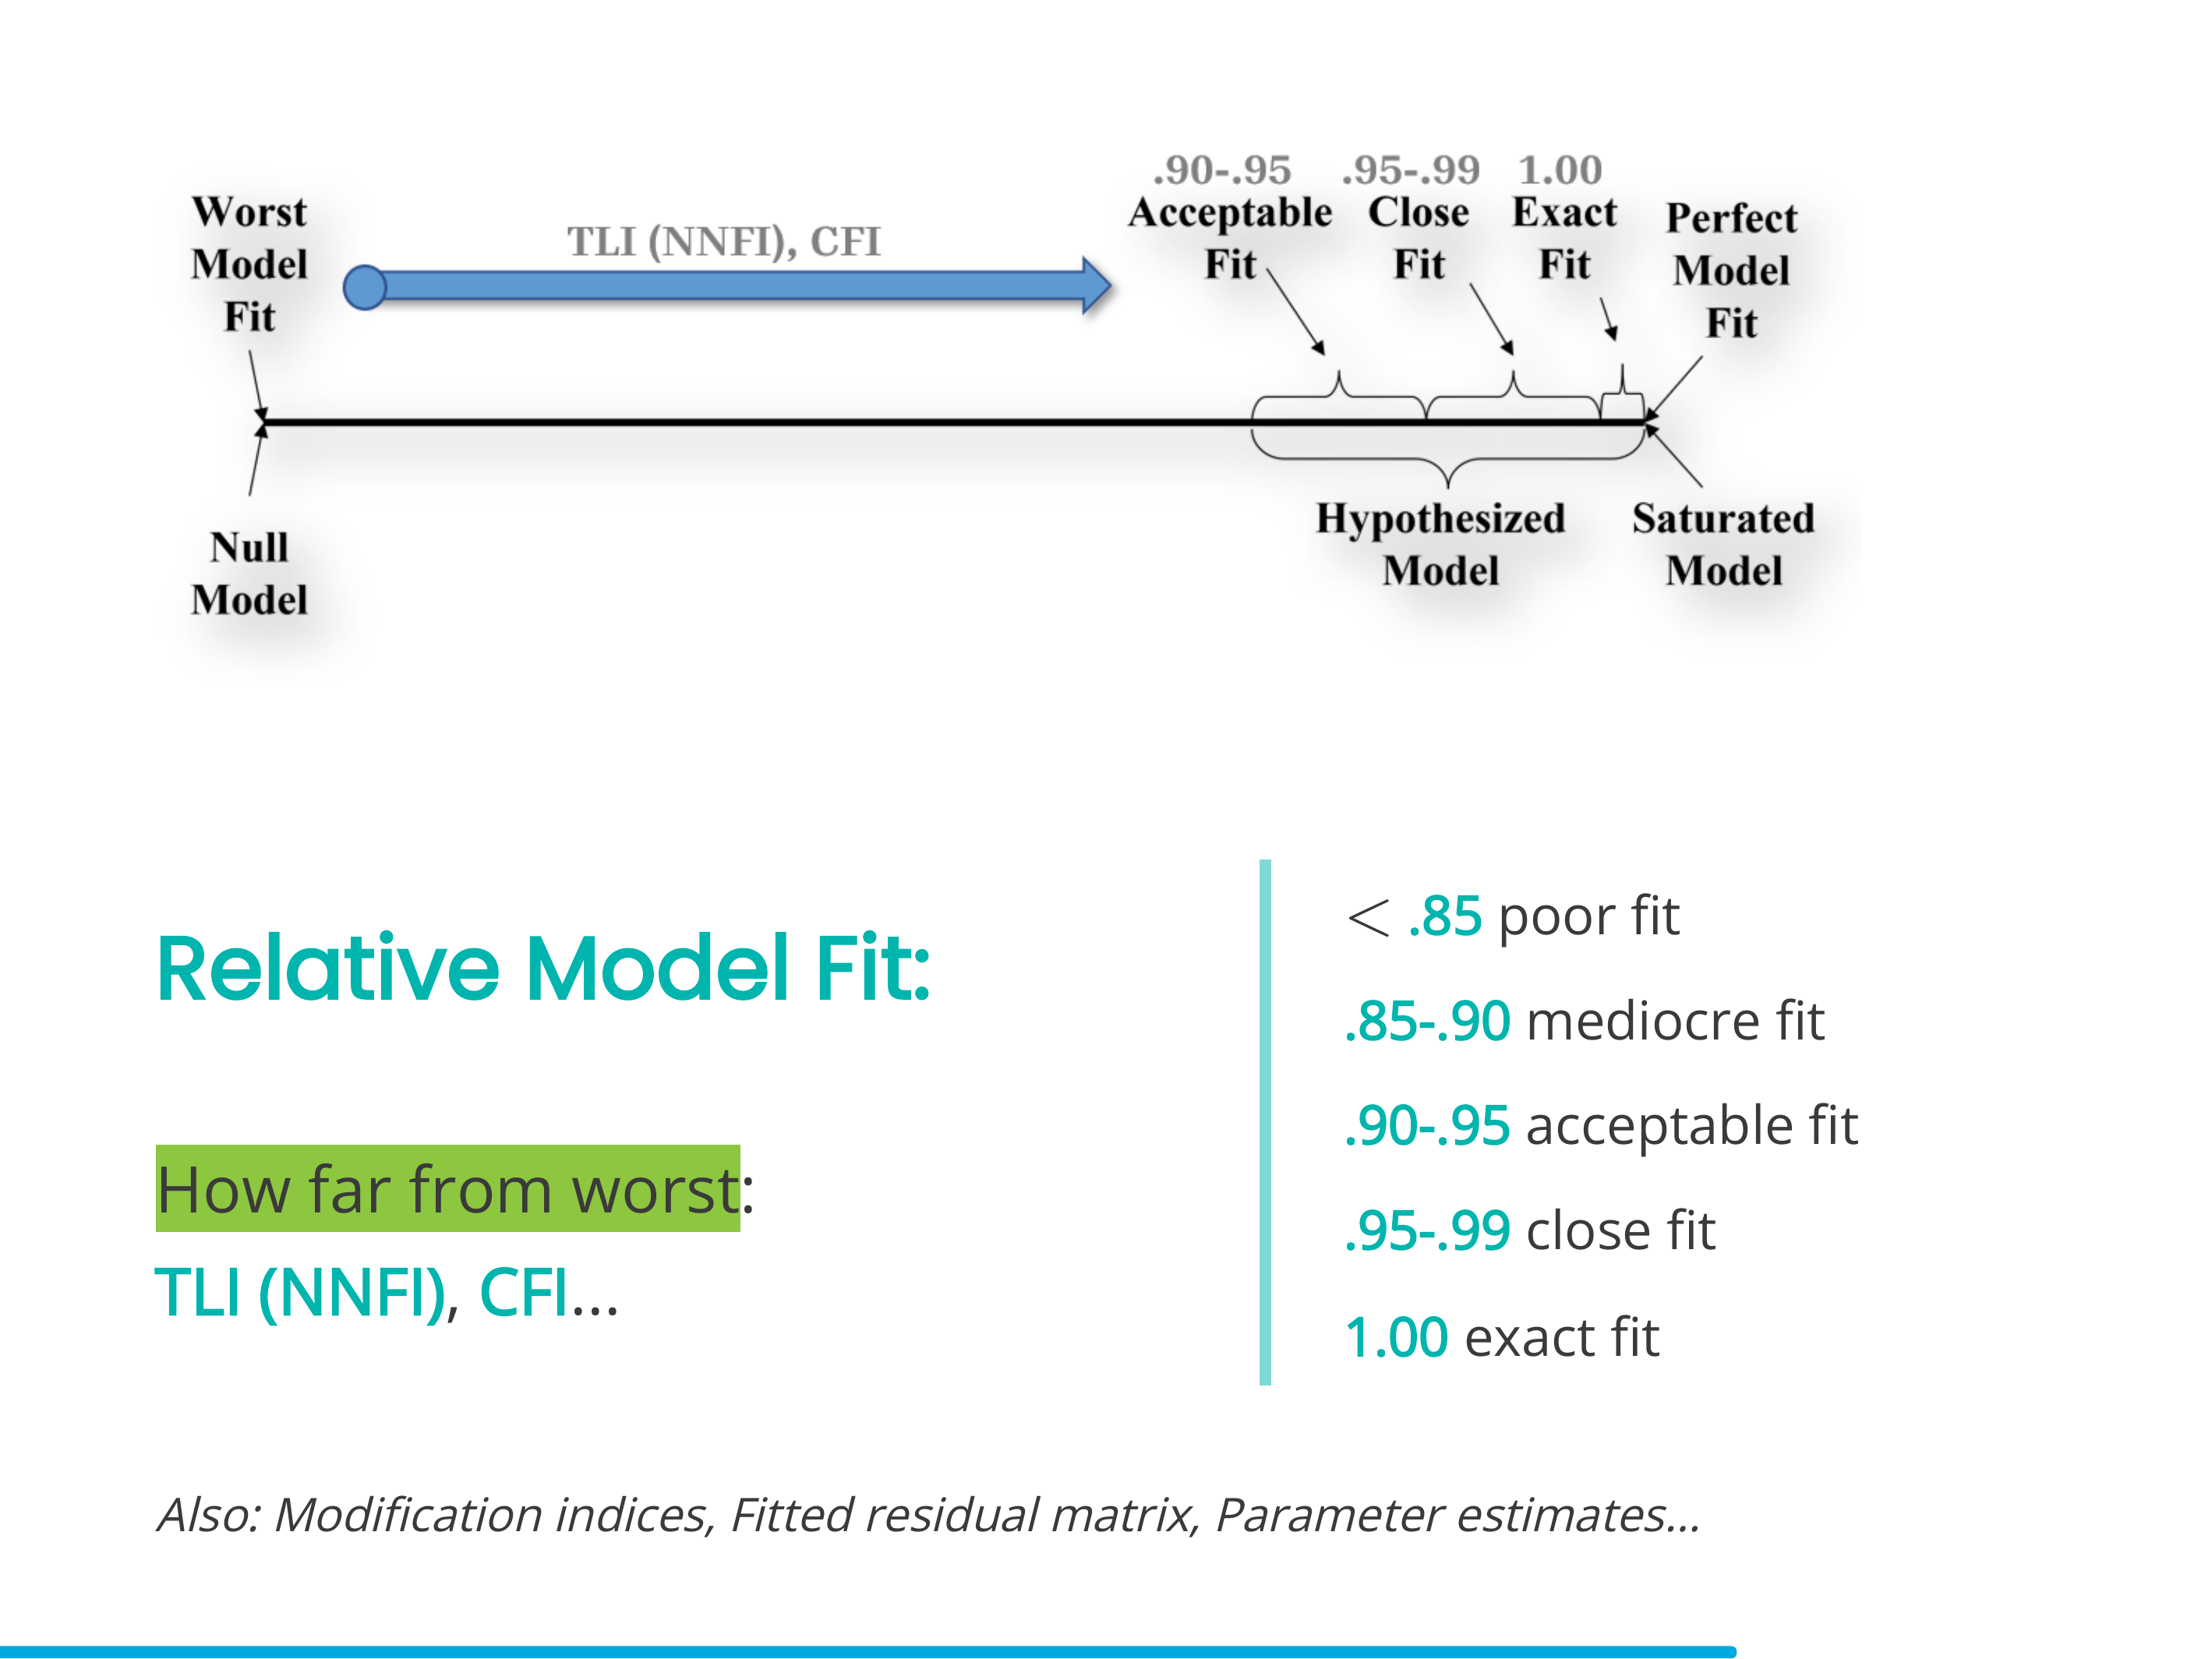 .90-.95 .95-.99 1.00
Worst
Model
Fit
TLI (NNFI), CFI
Acceptable
Fit
Close
Fit
Exact
Fit
Perfect
Model
Fit
Null
Model
Hypothesized
Model
Saturated
Model
Relative Model Fit:
How far from worst:
TLI (NNFI), CFI...
< .85 poor fit
.85-.90 mediocre fit
.90-.95 acceptable fit
.95-.99 close fit
1.00 exact fit
Also: Modification indices, Fitted residual matrix, Parameter estimates...